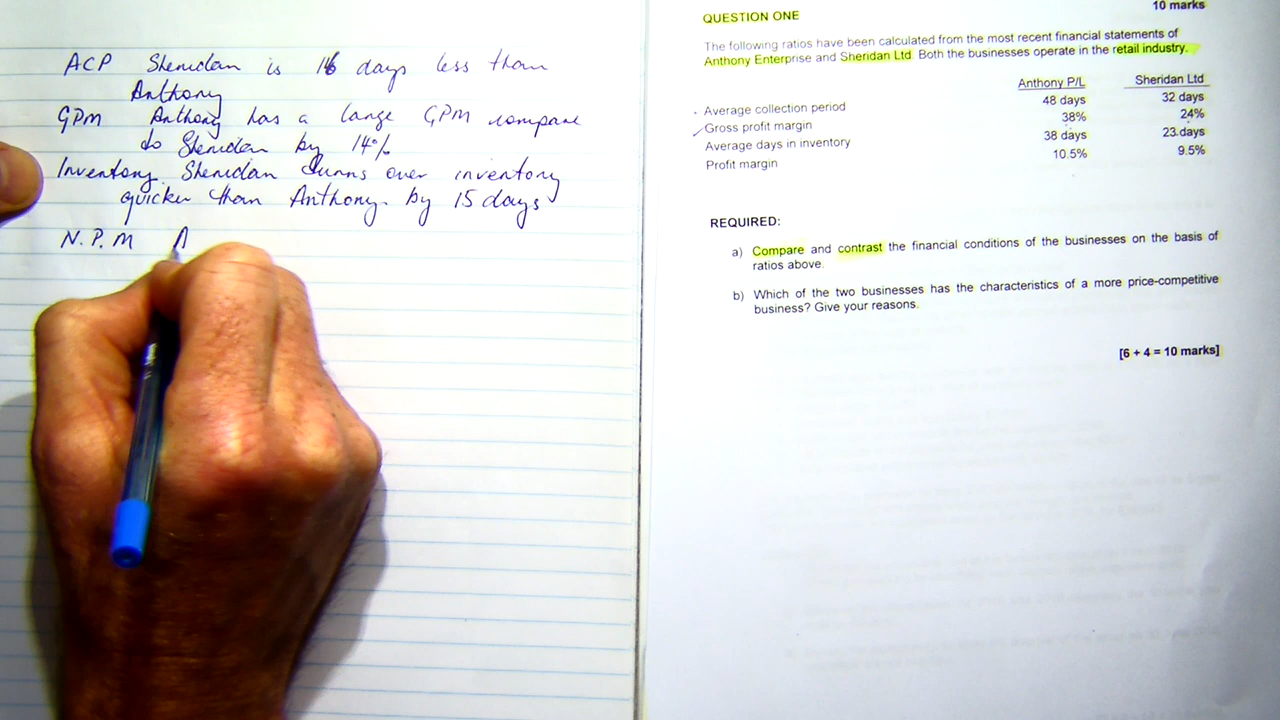 ACP Sheridan is 16 days less than
Anthony
GPM Anthony has a large GPM compare
to Sheridan by 14%
Inventory. Sheridan turns over inventory
quicker than Anthony. by 15 days
N.P.M A
10 marks
QUESTION ONE
The following ratios have been calculated from the most recent financial statements of
Anthony Enterprise and Sheridan Ltd. Both the businesses operate in the retail industry.
Anthony P/L Sheridan Ltd
Average collection period 48 days 32 days
Gross profit margin 38% 24%
Average days in inventory 38 days 23 days
Profit margin 10.5% 9.5%
REQUIRED:
a) Compare and contrast the financial conditions of the businesses on the basis of
ratios above.
b) Which of the two businesses has the characteristics of a more price-competitive
business? Give your reasons.
[6 + 4 = 10 marks]